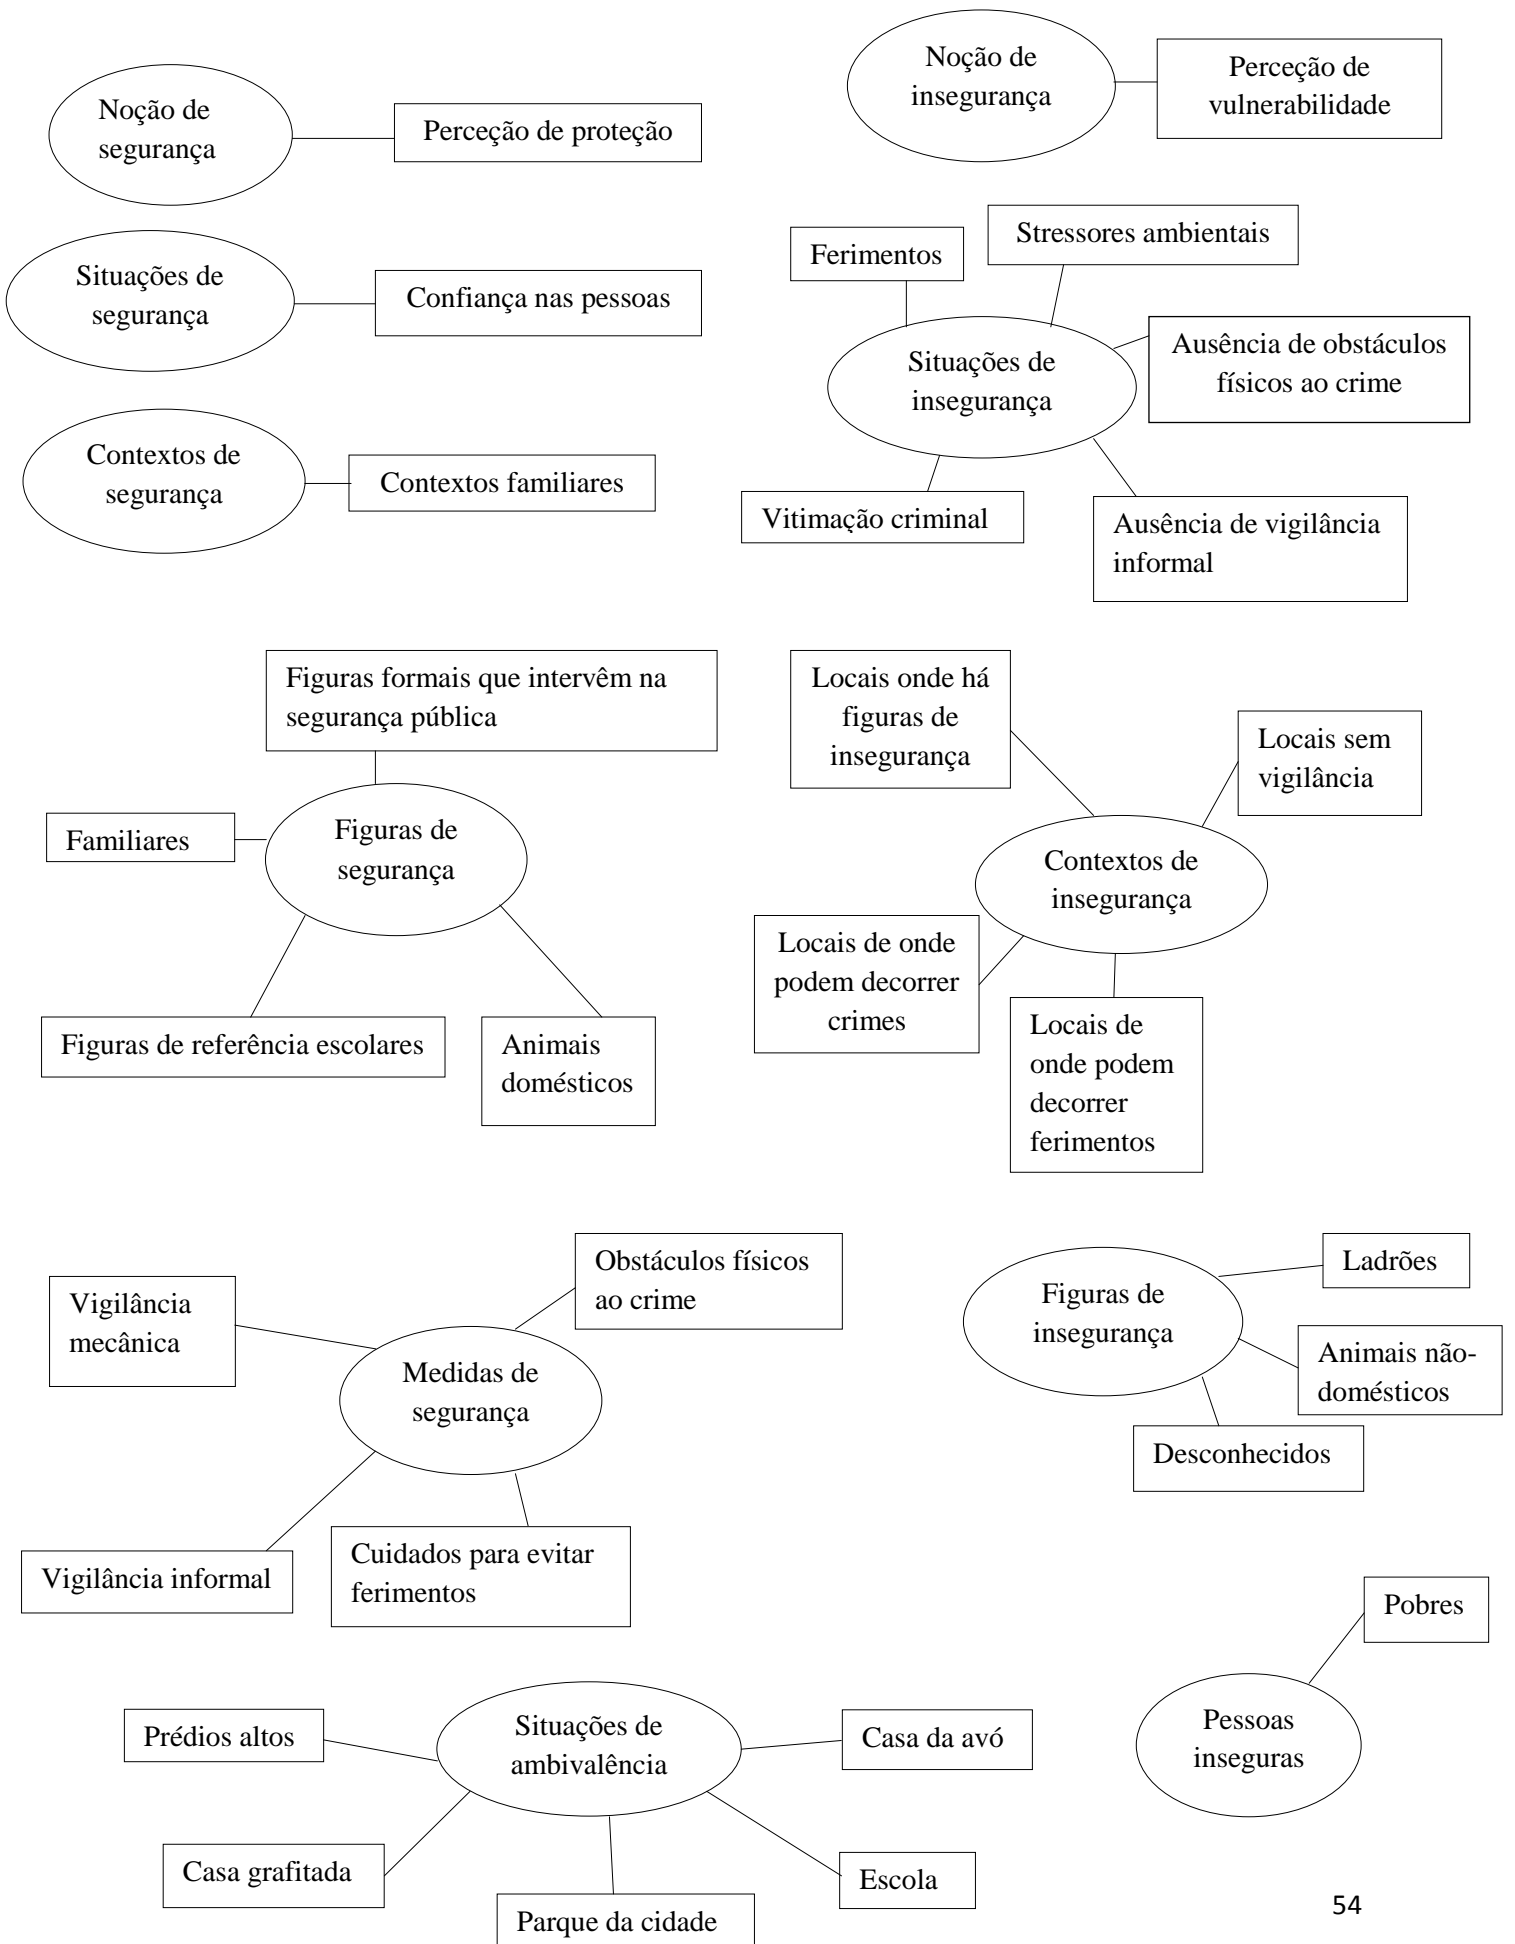 Noção de
segurança
Perceção de proteção
Noção de
insegurança
Perceção de
vulnerabilidade
Situações de
segurança
Confiança nas pessoas
Ferimentos
Stressores ambientais
Situações de
insegurança
Ausência de obstáculos
físicos ao crime
Vitimação criminal
Ausência de vigilância
informal
Contextos de
segurança
Contextos familiares
Figuras formais que intervêm na
segurança pública
Familiares
Figuras de
segurança
Figuras de referência escolares
Animais
domésticos
Locais onde há
figuras de
insegurança
Locais sem
vigilância
Contextos de
insegurança
Locais de onde
podem decorrer
crimes
Locais de
onde podem
decorrer
ferimentos
Vigilância
mecânica
Obstáculos físicos
ao crime
Medidas de
segurança
Vigilância informal
Cuidados para evitar
ferimentos
Figuras de
insegurança
Ladrões
Animais não-
domésticos
Desconhecidos
Pobres
Pessoas
inseguras
Prédios altos
Situações de
ambivalência
Casa da avó
Casa grafitada
Parque da cidade
Escola
54